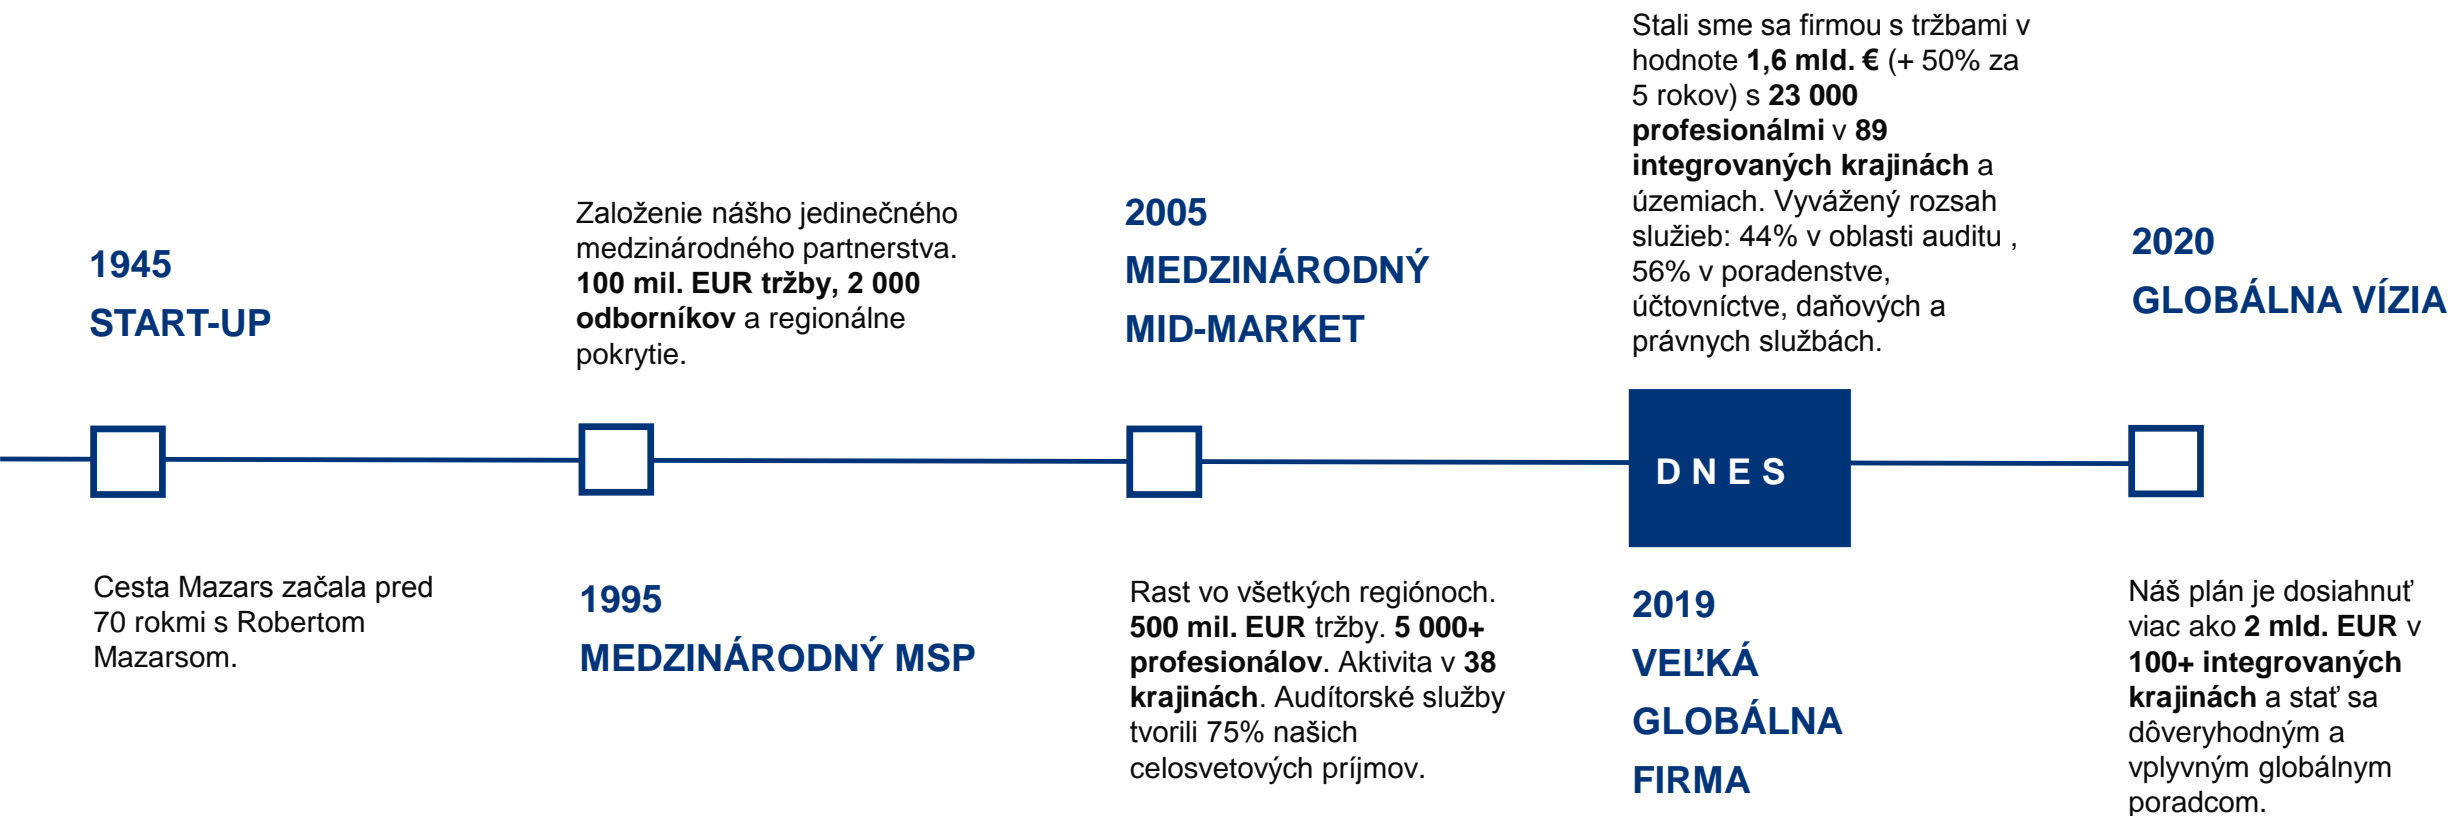 1945
START-UP
Cesta Mazars začala pred
70 rokmi s Robertom
Mazarsom.
Založenie nášho jedinečného
medzinárodného partnerstva.
100 mil. EUR tržby, 2 000
odborníkov a regionálne
pokrytie.
1995
MEDZINÁRODNÝ MSP
2005
MEDZINÁRODNÝ
MID-MARKET
Rast vo všetkých regiónoch.
500 mil. EUR tržby. 5 000+
profesionálov. Aktivita v 38
krajinách. Audítorské služby
tvorili 75% našich
celosvetových príjmov.
Stali sme sa firmou s tržbami v
hodnote 1,6 mld. € (+ 50% za
5 rokov) s 23 000
profesionálmi v 89
integrovaných krajinách a
územiach. Vyvážený rozsah
služieb: 44% v oblasti auditu ,
56% v poradenstve,
účtovníctve, daňových a
právnych službách.
DNES
2019
VEĽKÁ
GLOBÁLNA
FIRMA
2020
GLOBÁLNA VÍZIA
Náš plán je dosiahnuť
viac ako 2 mld. EUR v
100+ integrovaných
krajinách a stať sa
dôveryhodným a
vplyvným globálnym
poradcom.